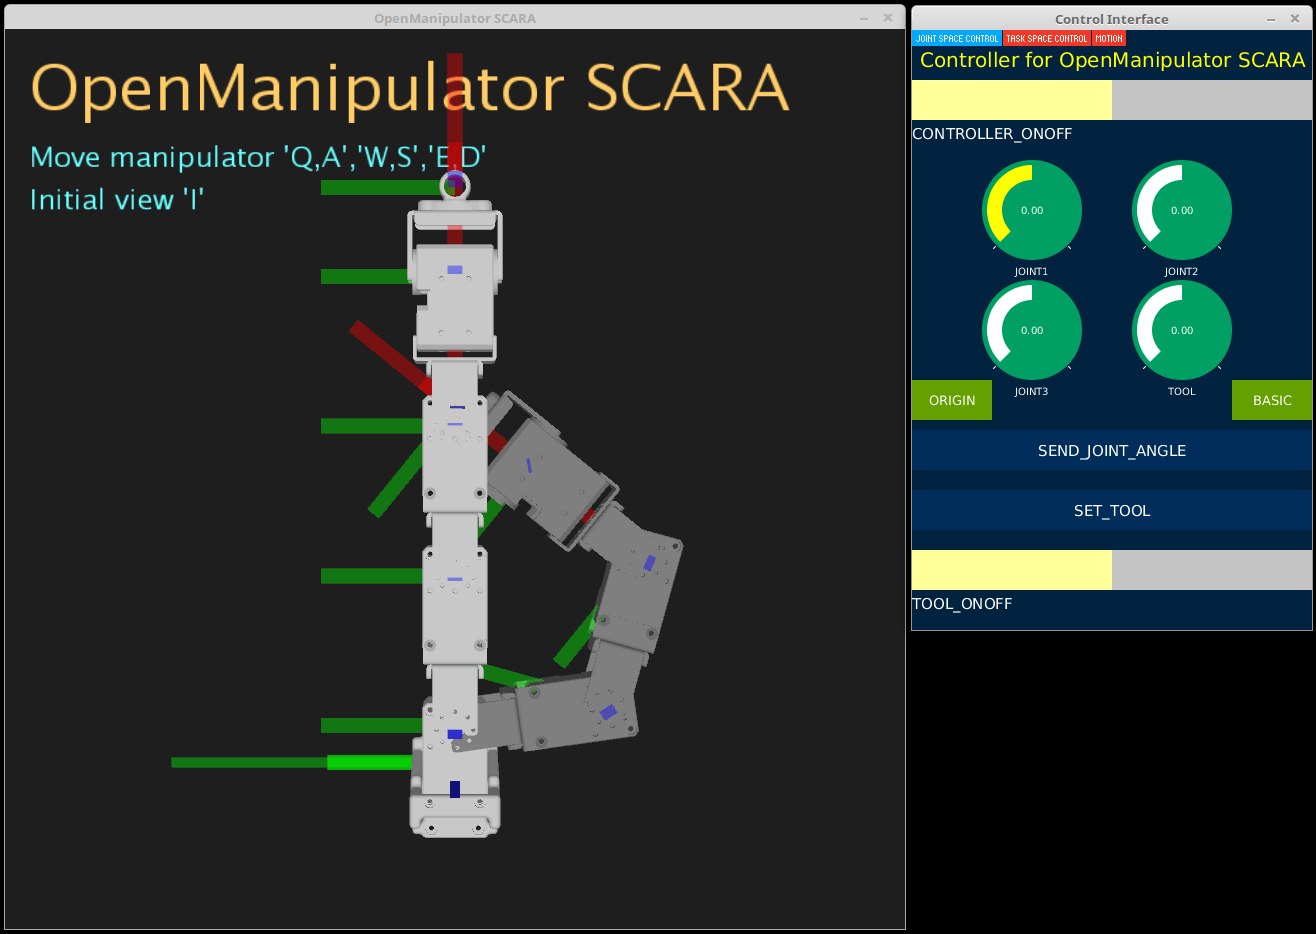 OpenManipulator SCARA
OpenManipulator SCARA
Move manipulator 'Q,A','W,S','E,D'
Initial view 'I'
Control Interface
JOINT SPACE CONTROL TASK SPACE CONTROL MOTION
Controller for OpenManipulator SCARA
CONTROLLER_ONOFF
0.00 0.00
JOINT1 JOINT2
0.00 0.00
JOINT3 TOOL
ORIGIN BASIC
SEND_JOINT_ANGLE
SET_TOOL
TOOL_ONOFF